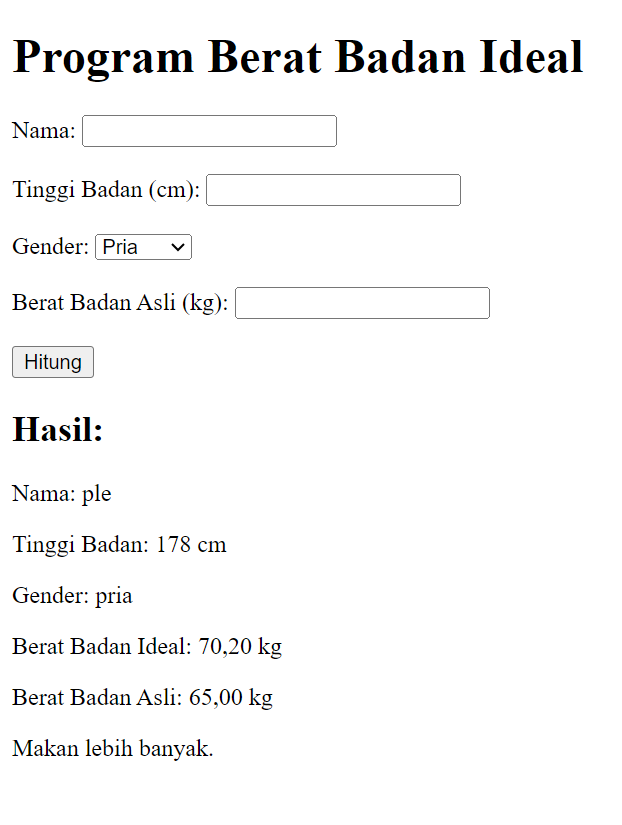 Program Berat Badan Ideal
Nama:
Tinggi Badan (cm):
Gender: Pria
Berat Badan Asli (kg):
Hitung
Hasil:
Nama: ple
Tinggi Badan: 178 cm
Gender: pria
Berat Badan Ideal: 70,20 kg
Berat Badan Asli: 65,00 kg
Makan lebih banyak.